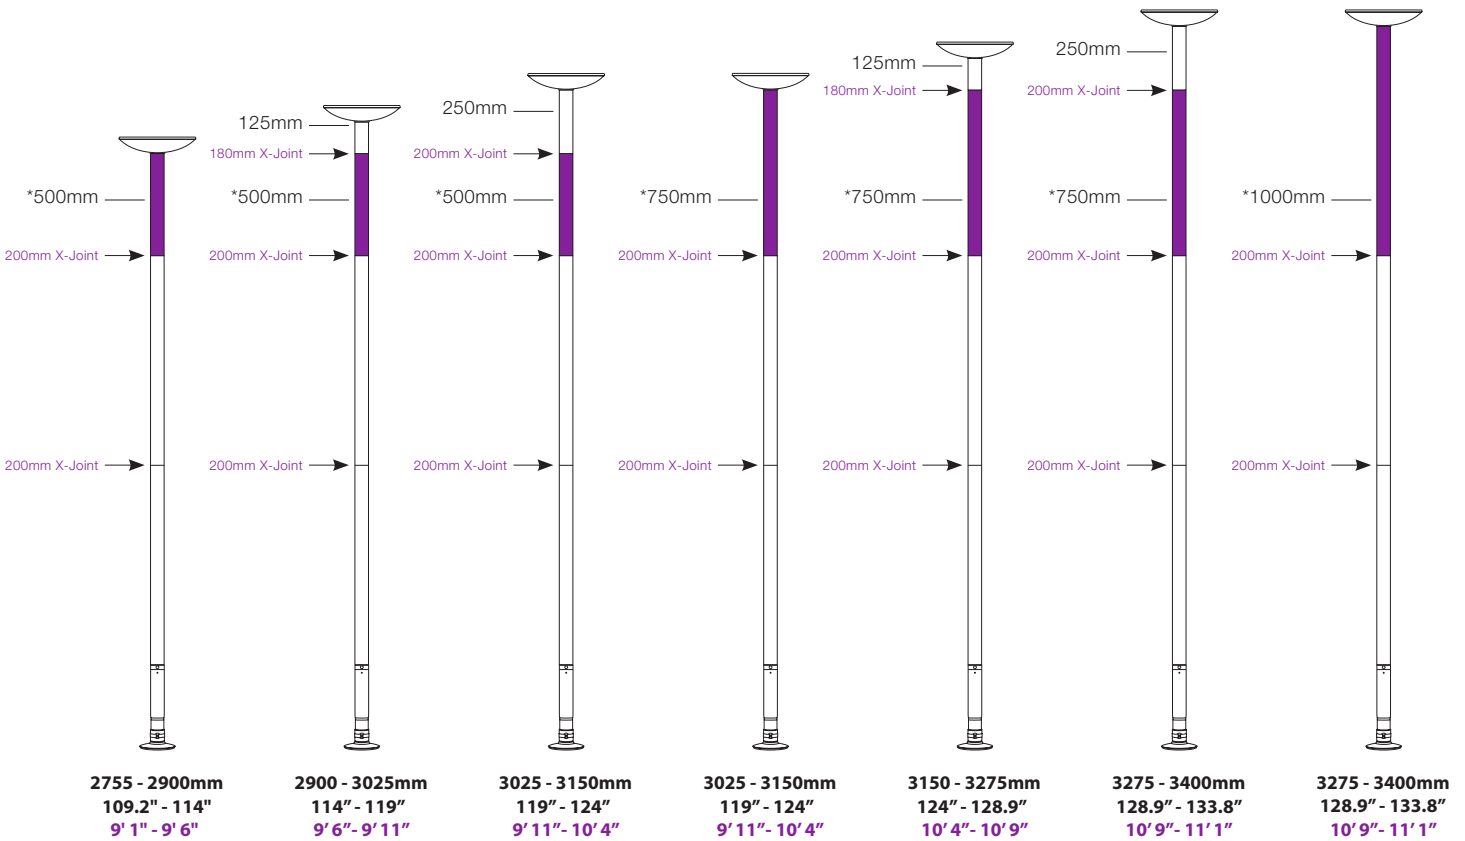 *500mm
200mm X-Joint
200mm X-Joint
2755 - 2900mm
109.2" - 114"
9' 1" - 9' 6"
125mm
180mm X-Joint
*500mm
200mm X-Joint
200mm X-Joint
2900 - 3025mm
114” - 119”
9’ 6”- 9’ 11”
250mm
200mm X-Joint
*500mm
200mm X-Joint
200mm X-Joint
3025 - 3150mm
119” - 124”
9’ 11”- 10’ 4”
*750mm
200mm X-Joint
200mm X-Joint
3025 - 3150mm
119” - 124”
9’ 11”- 10’ 4”
125mm
180mm X-Joint
*750mm
200mm X-Joint
200mm X-Joint
3150 - 3275mm
124” - 128.9”
10’ 4”- 10’ 9”
250mm
200mm X-Joint
*750mm
200mm X-Joint
200mm X-Joint
3275 - 3400mm
128.9” - 133.8”
10’ 9”- 11’ 1”
*1000mm
200mm X-Joint
200mm X-Joint
3275 - 3400mm
128.9” - 133.8”
10’ 9”- 11’ 1”